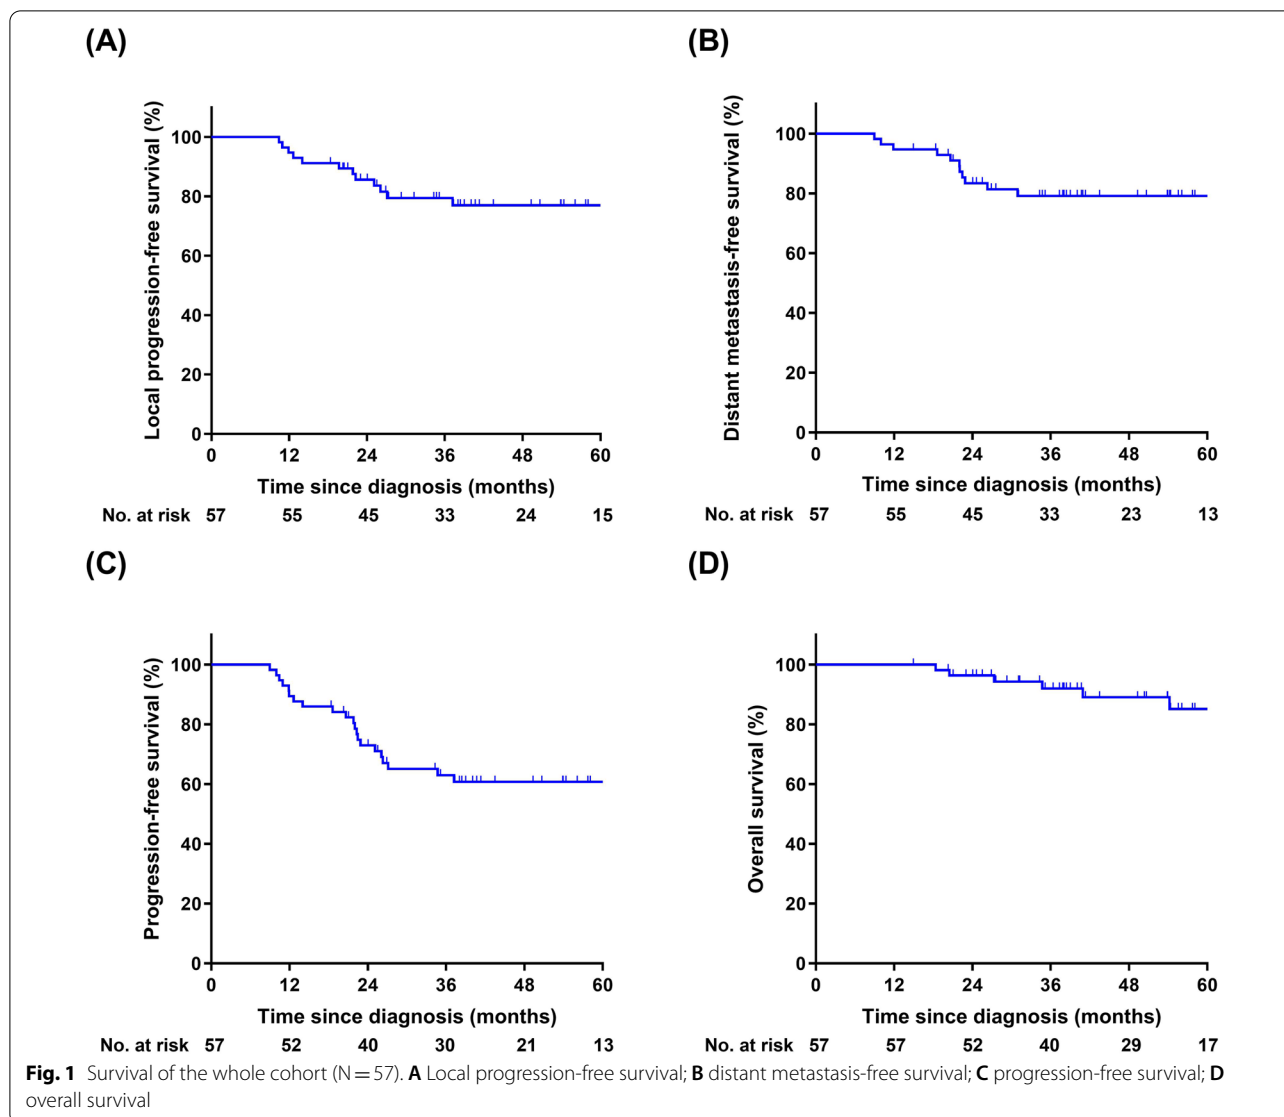 (A)
Local progression-free survival (%)
100
80
60
40
20
0
0 12 24 36 48 60
Time since diagnosis (months)
No. at risk 57 55 45 33 24 15
(B)
Distant metastasis-free survival (%)
100
80
60
40
20
0
0 12 24 36 48 60
Time since diagnosis (months)
No. at risk 57 55 45 33 23 13
(C)
Progression-free survival (%)
100
80
60
40
20
0
0 12 24 36 48 60
Time since diagnosis (months)
No. at risk 57 52 40 30 21 13
(D)
Overall survival (%)
100
80
60
40
20
0
0 12 24 36 48 60
Time since diagnosis (months)
No. at risk 57 57 52 40 29 17
Fig. 1 Survival of the whole cohort (N = 57). A Local progression-free survival; B distant metastasis-free survival; C progression-free survival; D
overall survival